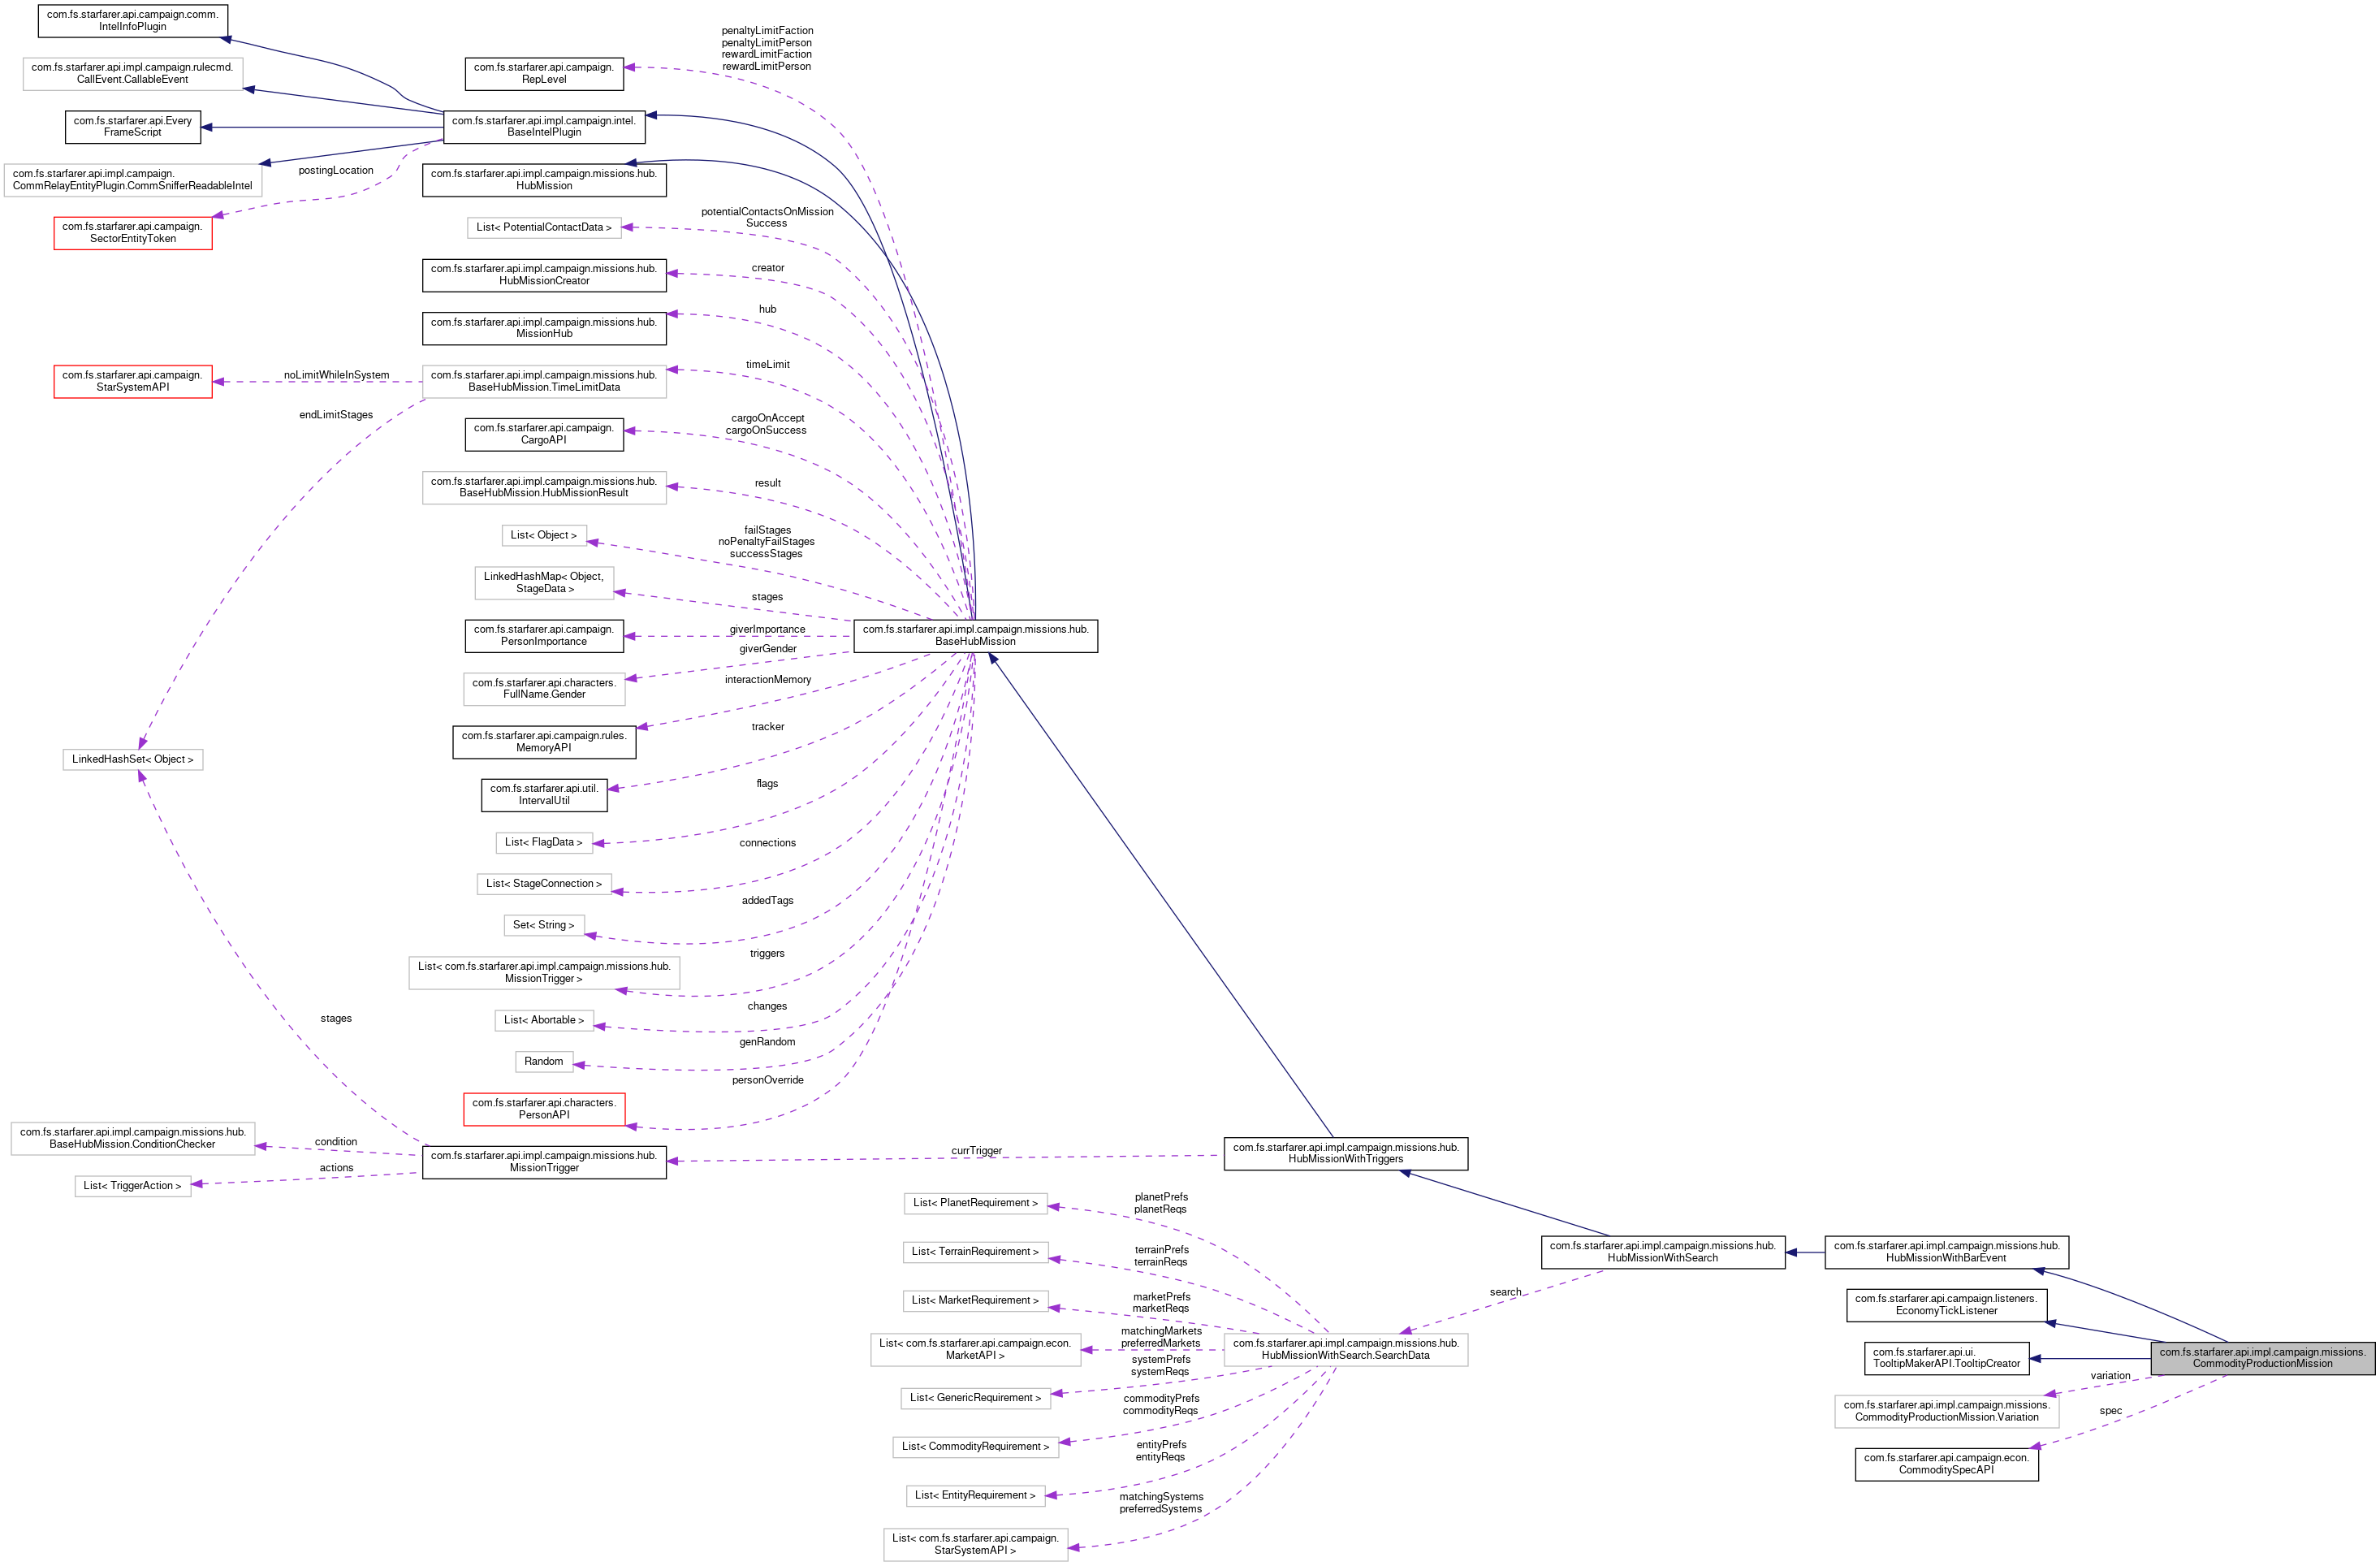 com.fs.starfarer.api.campaign.comm.
IntelInfoPlugin
com.fs.starfarer.api.impl.campaign.rulecmd.
CallEvent.CallableEvent
com.fs.starfarer.api.Every
FrameScript
com.fs.starfarer.api.impl.campaign.
CommRelayEntityPlugin.CommSnifferReadableIntel
com.fs.starfarer.api.campaign.
SectorEntityToken
com.fs.starfarer.api.campaign.
StarSystemAPI
LinkedHashSet< Object >
com.fs.starfarer.api.impl.campaign.missions.hub.
BaseHubMission.ConditionChecker
List< TriggerAction >
postingLocation
noLimitWhileInSystem
endLimitStages
stages
condition
actions
com.fs.starfarer.api.campaign.
RepLevel
com.fs.starfarer.api.impl.campaign.intel.
BaseIntelPlugin
com.fs.starfarer.api.impl.campaign.missions.hub.
HubMission
List< PotentialContactData >
com.fs.starfarer.api.impl.campaign.missions.hub.
HubMissionCreator
com.fs.starfarer.api.impl.campaign.missions.hub.
MissionHub
com.fs.starfarer.api.impl.campaign.missions.hub.
BaseHubMission.TimeLimitData
com.fs.starfarer.api.campaign.
CargoAPI
com.fs.starfarer.api.impl.campaign.missions.hub.
BaseHubMission.HubMissionResult
List< Object >
LinkedHashMap< Object,
StageData >
com.fs.starfarer.api.campaign.
PersonImportance
com.fs.starfarer.api.characters.
FullName.Gender
com.fs.starfarer.api.campaign.rules.
MemoryAPI
com.fs.starfarer.api.util.
IntervalUtil
List< FlagData >
List< StageConnection >
Set< String >
List< com.fs.starfarer.api.impl.campaign.missions.hub.
MissionTrigger >
List< Abortable >
Random
com.fs.starfarer.api.characters.
PersonAPI
com.fs.starfarer.api.impl.campaign.missions.hub.
MissionTrigger
penaltyLimitFaction
penaltyLimitPerson
rewardLimitFaction
rewardLimitPerson
potentialContactsOnMission
Success
creator
hub
timeLimit
cargoOnAccept
cargoOnSuccess
result
failStages
noPenaltyFailStages
successStages
stages
giverImportance
giverGender
interactionMemory
tracker
flags
connections
addedTags
triggers
changes
genRandom
personOverride
com.fs.starfarer.api.impl.campaign.missions.hub.
BaseHubMission
currTrigger
List< PlanetRequirement >
List< TerrainRequirement >
List< MarketRequirement >
List< com.fs.starfarer.api.campaign.econ.
MarketAPI >
List< GenericRequirement >
List< CommodityRequirement >
List< EntityRequirement >
List< com.fs.starfarer.api.campaign.
StarSystemAPI >
planetPrefs
planetReqs
terrainPrefs
terrainReqs
marketPrefs
marketReqs
matchingMarkets
preferredMarkets
systemPrefs
systemReqs
commodityPrefs
commodityReqs
entityPrefs
entityReqs
matchingSystems
preferredSystems
com.fs.starfarer.api.impl.campaign.missions.hub.
HubMissionWithTriggers
com.fs.starfarer.api.impl.campaign.missions.hub.
HubMissionWithSearch.SearchData
search
com.fs.starfarer.api.impl.campaign.missions.hub.
HubMissionWithSearch
com.fs.starfarer.api.impl.campaign.missions.hub.
HubMissionWithBarEvent
com.fs.starfarer.api.campaign.listeners.
EconomyTickListener
com.fs.starfarer.api.ui.
TooltipMakerAPI.TooltipCreator
com.fs.starfarer.api.impl.campaign.missions.
CommodityProductionMission.Variation
com.fs.starfarer.api.campaign.econ.
CommoditySpecAPI
variation
spec
com.fs.starfarer.api.impl.campaign.missions.
CommodityProductionMission